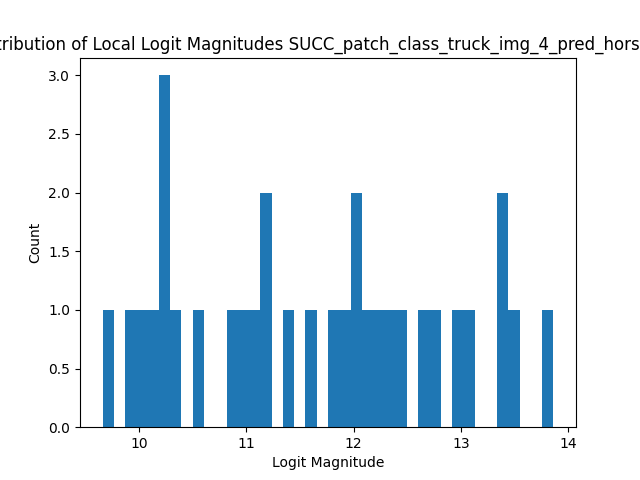 tribution of Local Logit Magnitudes SUCC_patch_class_truck_img_4_pred_hors
3.0
2.5
2.0
1.5
1.0
0.5
0.0
Count
10 11 12 13 14
Logit Magnitude